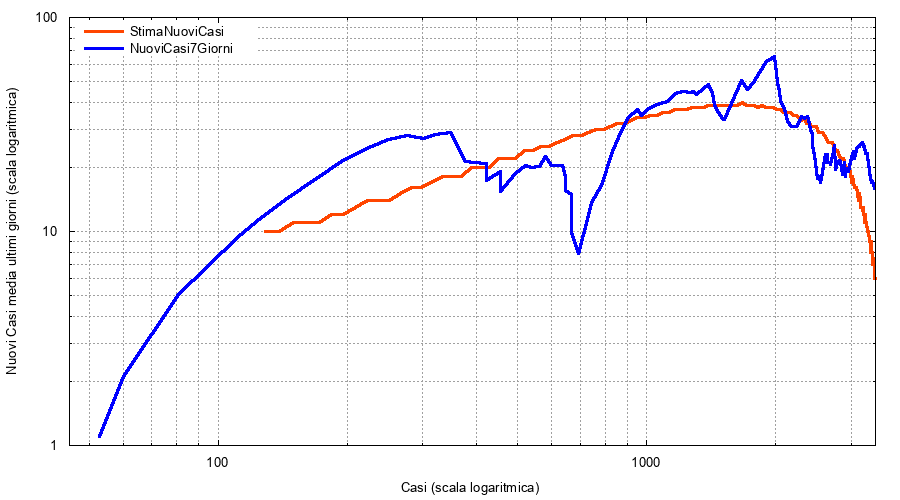 100
StimaNuoviCasi
NuoviCasi7Giorni
Nuovi Casi media ultimi giorni (scala logaritmica)
10
1
100
1000
Casi (scala logaritmica)